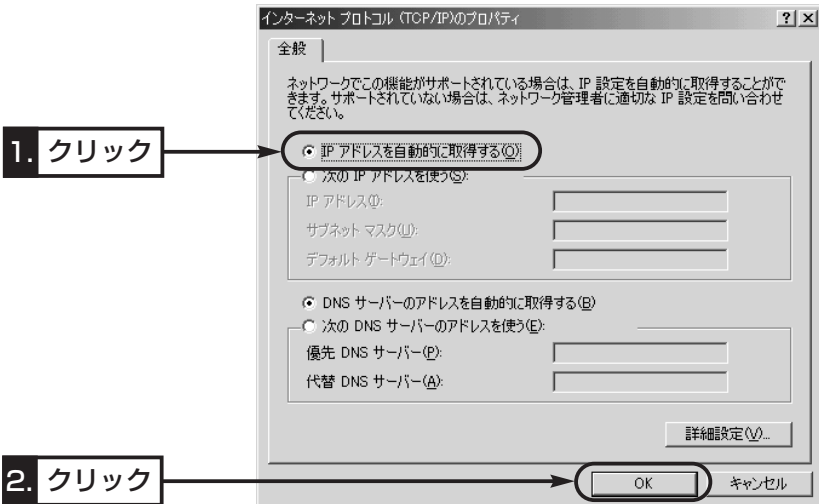 インターネット プロトコル (TCP/IP)のプロパティ
? ×
全般
ネットワークでこの機能がサポートされている場合は、IP 設定を自動的に取得することがで
きます。サポートされていない場合は、ネットワーク管理者に適切な IP 設定を問い合わせ
てください。
1. クリック
IP アドレスを自動的に取得する(O)
次の IP アドレスを使う(S):
IP アドレス(I):
サブネット マスク(U):
デフォルト ゲートウェイ(D):
DNS サーバーのアドレスを自動的に取得する(B)
次の DNS サーバーのアドレスを使う(E):
優先 DNS サーバー(P):
代替 DNS サーバー(A):
詳細設定(V)...
2. クリック
OK
キャンセル